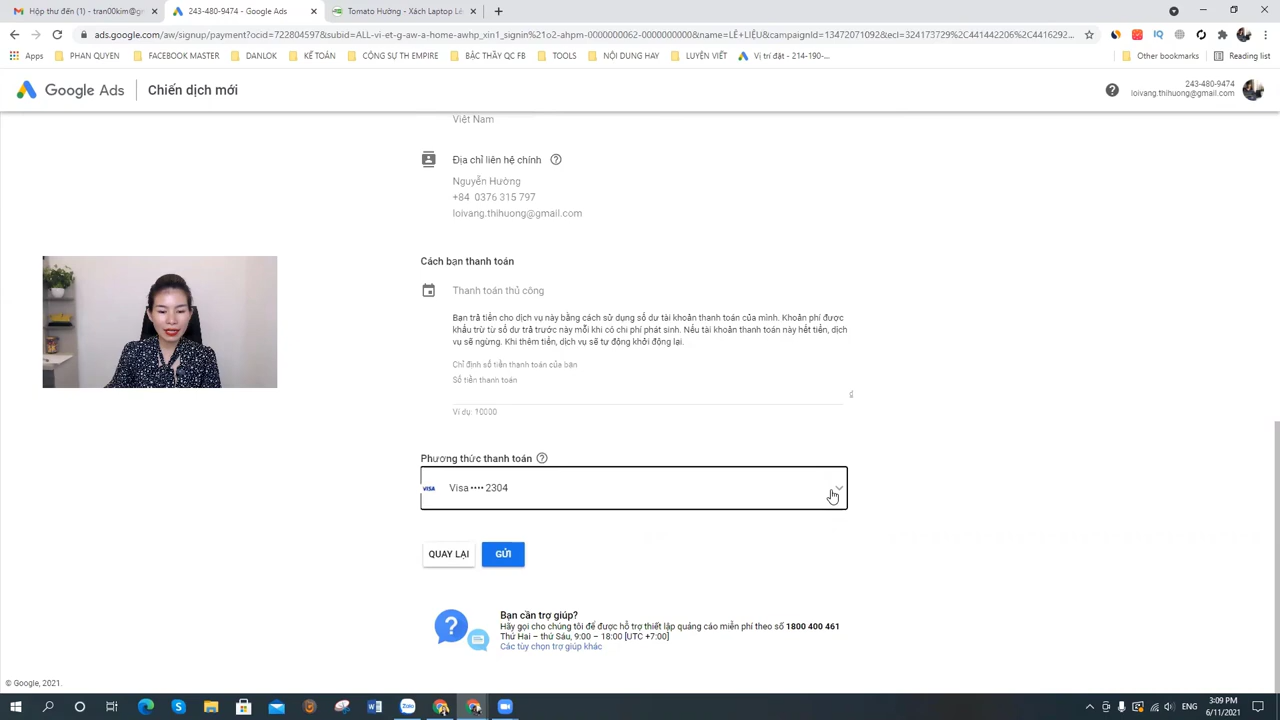 Hộp thư đến (1) - tran00kim@g
243-480-9474 - Google Ads
Tomato Hường - Xách Laptop Lê
ads.google.com/aw/signup/payment?ocid=722804597&subid=ALL-vi-et-g-aw-a-home-awhp_xin1_signin%21o2-ahpm-0000000062-0000000000&name=LÊ+LIÊU&campaignId=13472071092&ecl=324173529%2C441442206%2C4416292...
Apps
PHAN QUYEN
FACEBOOK MASTER
DANLOK
KẾ TOÁN
CÔNG SỰ TH EMPIRE
BẬC THẦY QC FB
TOOLS
NỘI DUNG HAY
LUYỆN VIẾT
Vị trí đặt - 214-190-...
Other bookmarks
Reading list
Google Ads
Chiến dịch mới
243-480-9474
loivang.thihuong@gmail.com
Việt Nam
Địa chỉ liên hệ chính
Nguyễn Hường
+84 0376 315 797
loivang.thihuong@gmail.com
Cách bạn thanh toán
Thanh toán thủ công
Bạn trả tiền cho dịch vụ này bằng cách sử dụng số dư tài khoản thanh toán của mình. Khoản phí được
khấu trừ từ số dư trả trước này mỗi khi có chi phí phát sinh. Nếu tài khoản thanh toán này hết tiền, dịch
vụ sẽ ngừng. Khi thêm tiền, dịch vụ sẽ tự động khởi động lại.
Chỉ định số tiền thanh toán của bạn
Số tiền thanh toán
đ
Ví dụ: 10000
Phương thức thanh toán
VISA Visa •••• 2304
QUAY LẠI
GỬI
Bạn cần trợ giúp?
Hãy gọi cho chúng tôi để được hỗ trợ thiết lập quảng cáo miễn phí theo số 1800 400 461
Thứ Hai – thứ Sáu, 9:00 – 18:00 [UTC +7:00]
Các tùy chọn trợ giúp khác
© Google, 2021.
Zalo
ENG
3:09 PM
6/11/2021